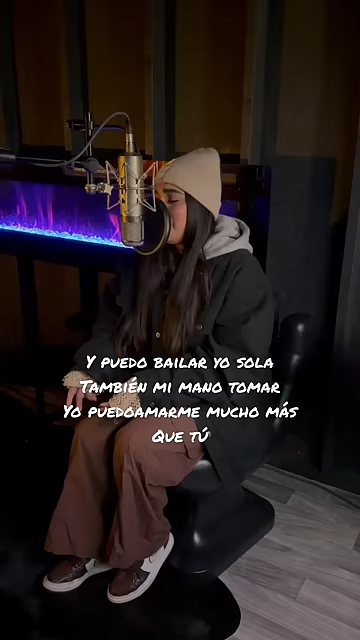 Y puedo bailar yo sola
También mi mano tomar
Yo puedoamarme mucho más
Que tú